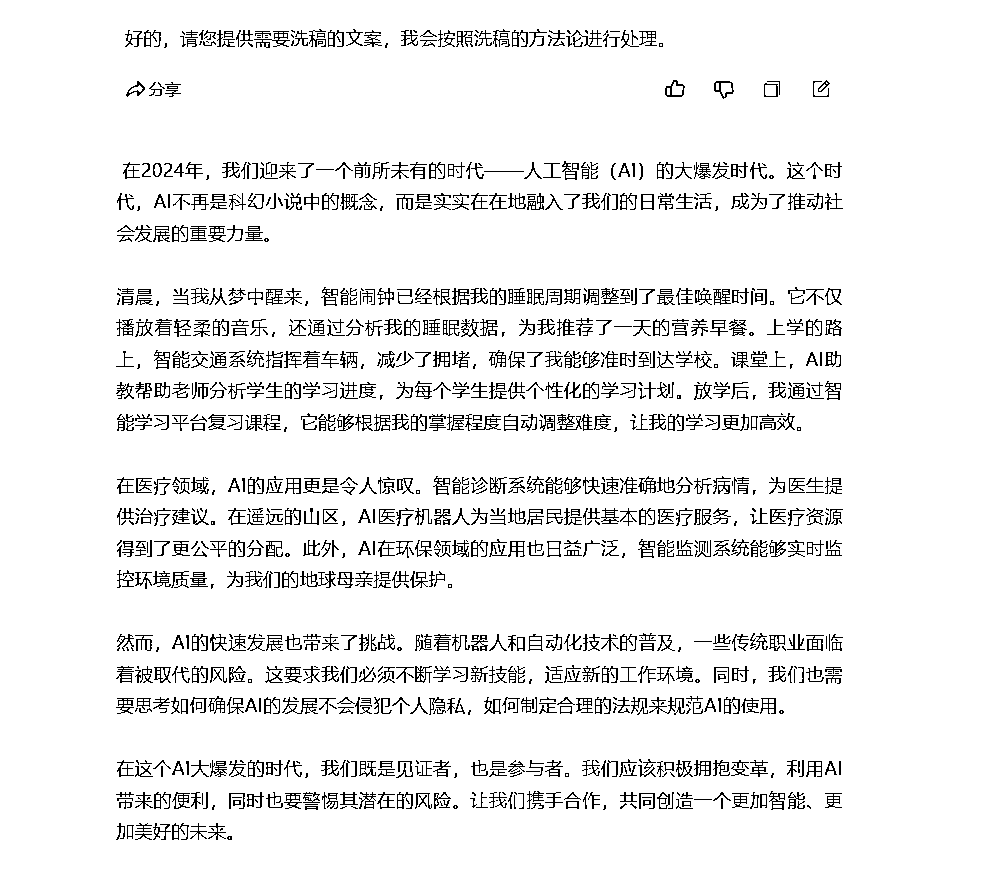 好的，请您提供需要洗稿的文案，我会按照洗稿的方法论进行处理。
分享
在2024年，我们迎来了一个前所未有的时代——人工智能（AI）的大爆发时代。这个时
代，AI不再是科幻小说中的概念，而是实实在在地融入了我们的日常生活，成为了推动社
会发展的重要力量。
清晨，当我从梦中醒来，智能闹钟已经根据我的睡眠周期调整到了最佳唤醒时间。它不仅
播放着轻柔的音乐，还通过分析我的睡眠数据，为我推荐了一天的营养早餐。上学的路
上，智能交通系统指挥着车辆，减少了拥堵，确保了我能够准时到达学校。课堂上，AI助
教帮助老师分析学生的学习进度，为每个学生提供个性化的学习计划。放学后，我通过智
能学习平台复习课程，它能够根据我的掌握程度自动调整难度，让我的学习更加高效。
在医疗领域，AI的应用更是令人惊叹。智能诊断系统能够快速准确地分析病情，为医生提
供治疗建议。在遥远的山区，AI医疗机器人为当地居民提供基本的医疗服务，让医疗资源
得到了更公平的分配。此外，AI在环保领域的应用也日益广泛，智能监测系统能够实时监
控环境质量，为我们的地球母亲提供保护。
然而，AI的快速发展也带来了挑战。随着机器人和自动化技术的普及，一些传统职业面临
着被取代的风险。这要求我们必须不断学习新技能，适应新的工作环境。同时，我们也需
要思考如何确保AI的发展不会侵犯个人隐私，如何制定合理的法规来规范AI的使用。
在这个AI大爆发的时代，我们既是见证者，也是参与者。我们应该积极拥抱变革，利用AI
带来的便利，同时也要警惕其潜在的风险。让我们携手合作，共同创造一个更加智能、更
加美好的未来。